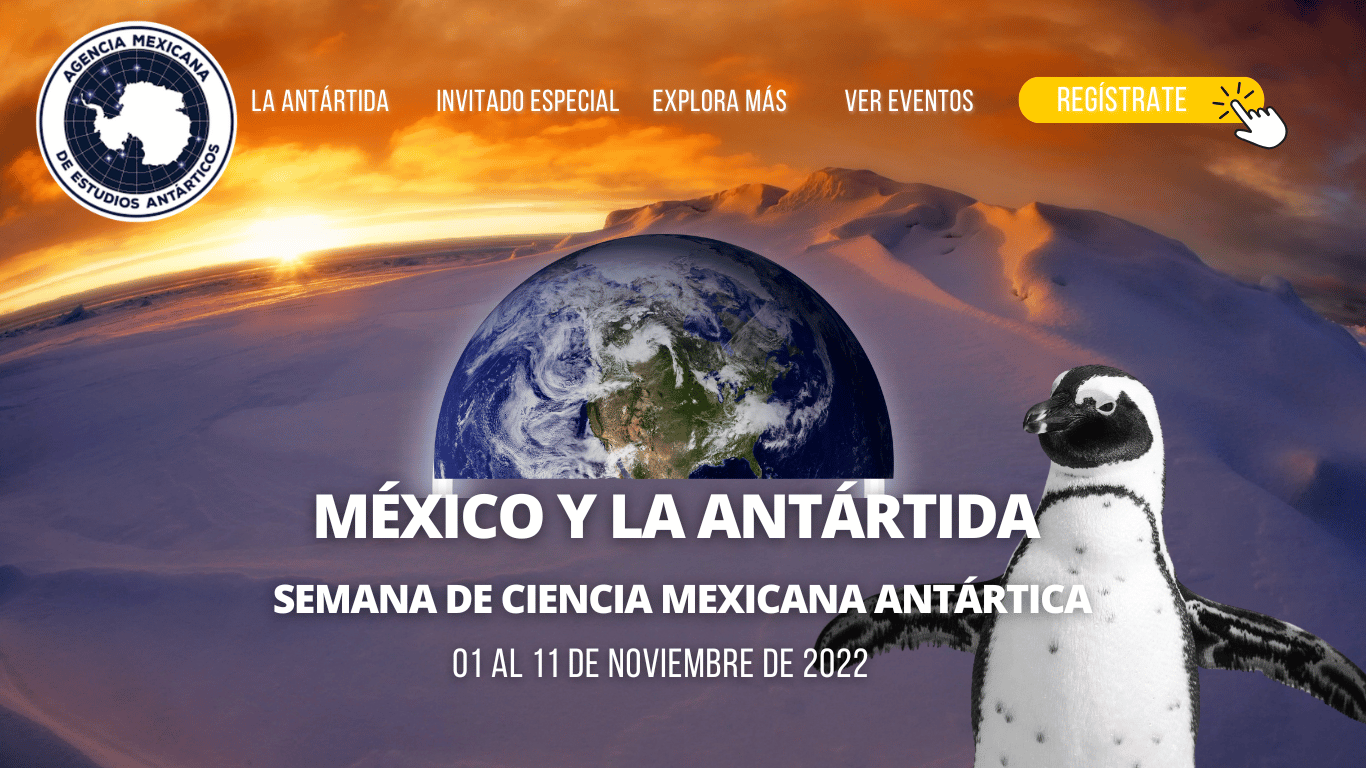 AGENCIA MEXICANA
DE ESTUDIOS ANTÁRTICOS
LA ANTÁRTIDA
INVITADO ESPECIAL
EXPLORA MÁS
VER EVENTOS
REGÍSTRATE
MÉXICO Y LA ANTÁRTIDA
SEMANA DE CIENCIA MEXICANA ANTÁRTICA
01 AL 11 DE NOVIEMBRE DE 2022